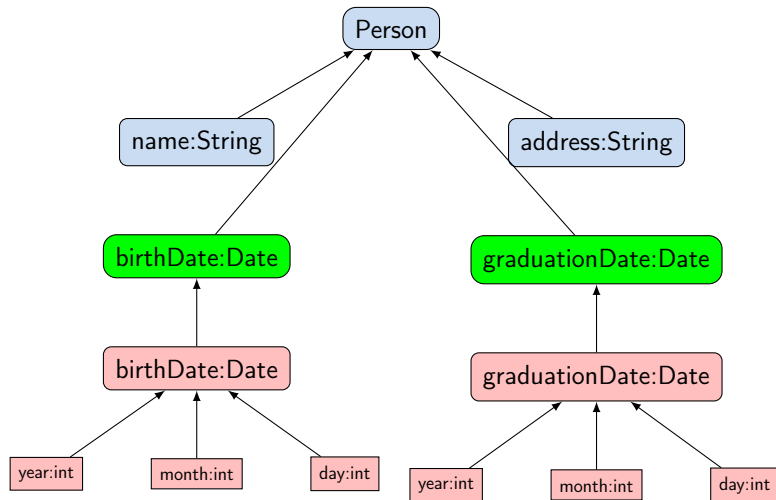 Person
name:String
address:String
birthDate:Date
graduationDate:Date
birthDate:Date
graduationDate:Date
year:int
month:int
day:int
year:int
month:int
day:int